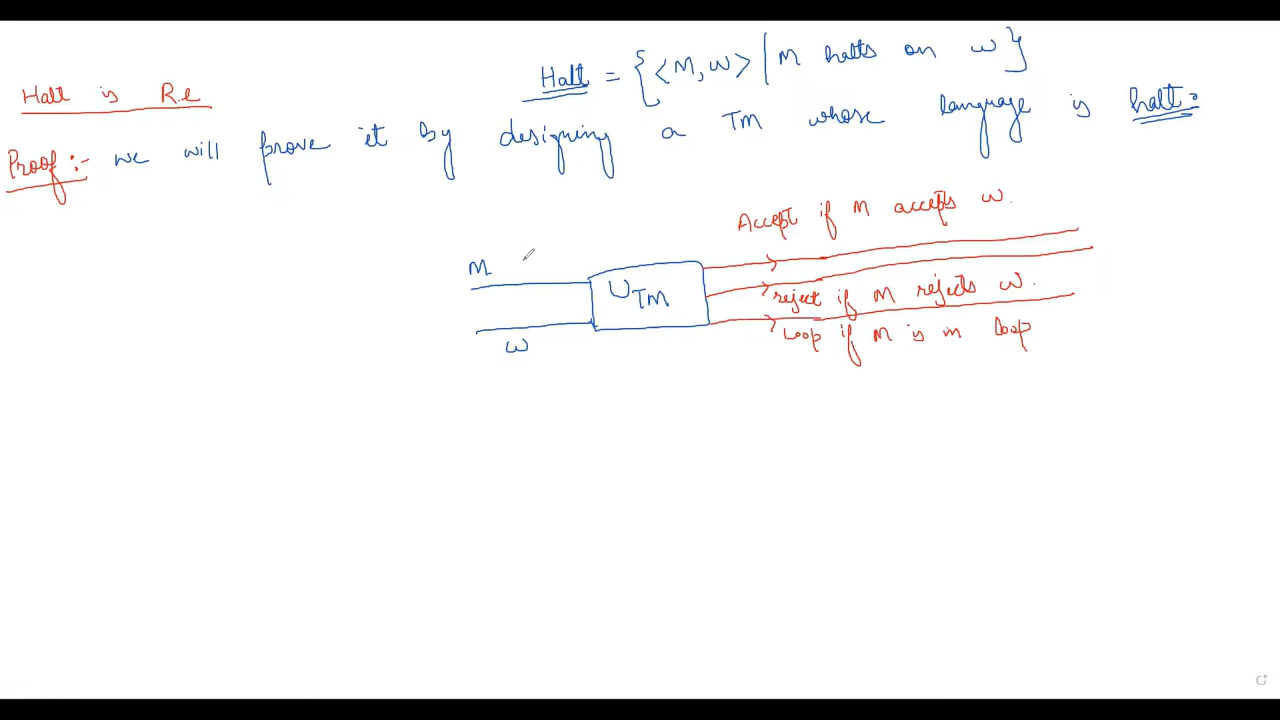 Halt = {<M, w> | M halts on w}
Halt is R.e
Proof :- we will prove it by designing a TM whose language is halt.
Accept if M accepts w.
M
U_TM
reject if M rejects w.
w
Loop if M is in loop